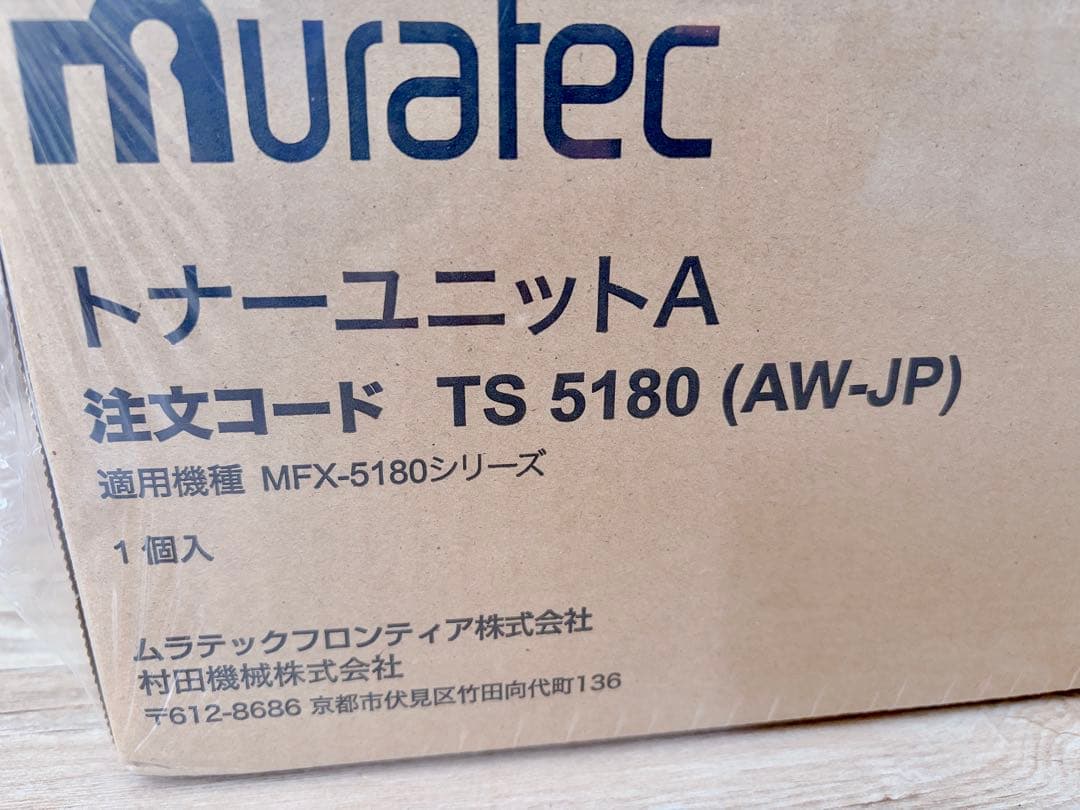 muratec
トナーユニットA
注文コード TS 5180 (AW-JP)
適用機種 MFX-5180シリーズ
1 個入
ムラテックフロンティア株式会社
村田機械株式会社
〒612-8686 京都市伏見区竹田向代町136